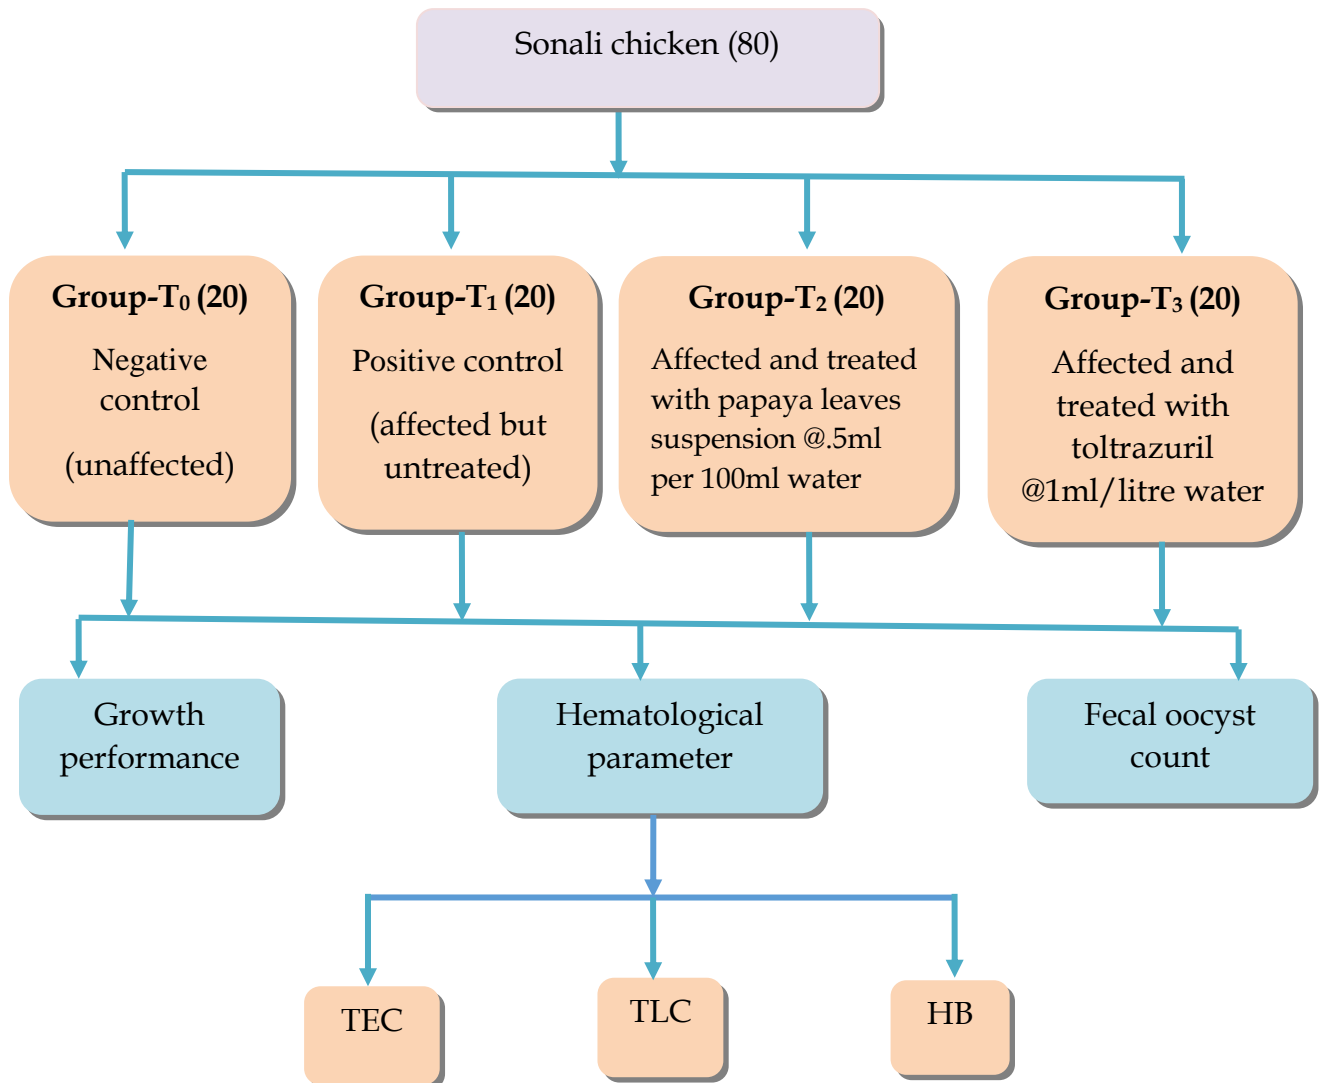 Sonali chicken (80)
Group-T₀ (20)
Negative
control
(unaffected)
Group-T₁ (20)
Positive control
(affected but
untreated)
Group-T₂ (20)
Affected and treated
with papaya leaves
suspension @.5ml
per 100ml water
Group-T₃ (20)
Affected and
treated with
toltrazuril
@1ml/litre water
Growth
performance
Hematological
parameter
Fecal oocyst
count
TEC
TLC
HB